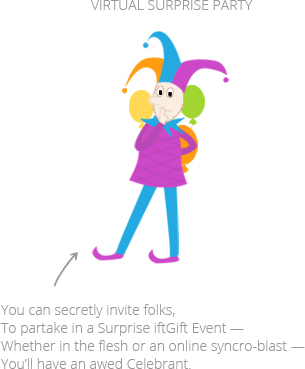 VIRTUAL SURPRISE PARTY
You can secretly invite folks,
To partake in a Surprise iftGift Event —
Whether in the flesh or an online syncro-blast —
You'll have an awed Celebrant.